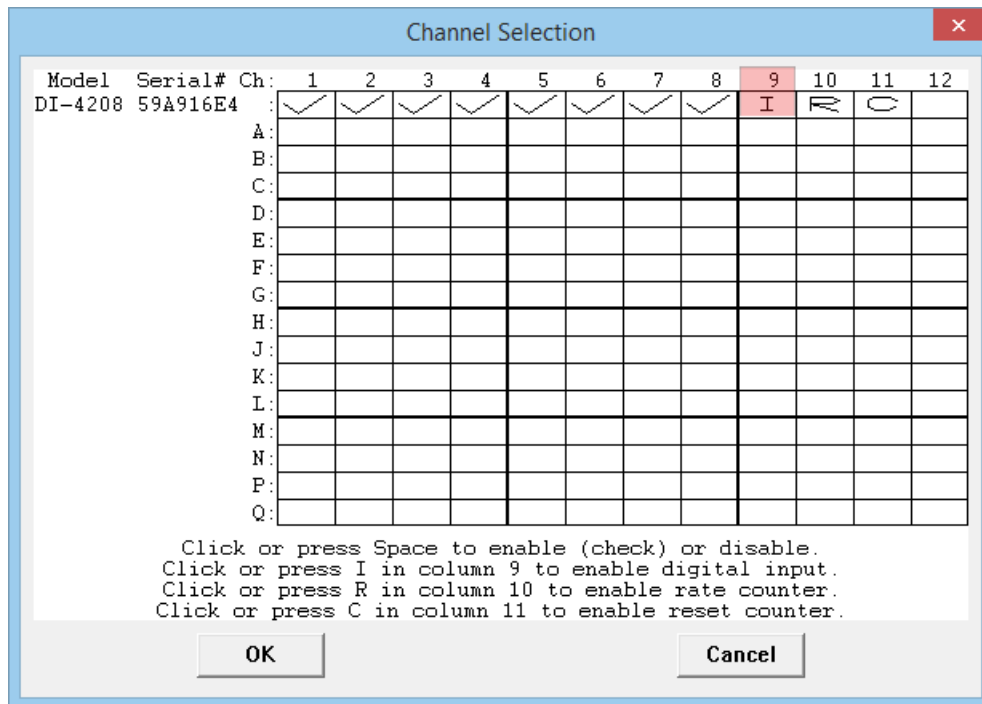 Channel Selection
Model Serial# Ch: 1 2 3 4 5 6 7 8 9 10 11 12
DI-4208 59A916E4 : I R C
A:
B:
C:
D:
E:
F:
G:
H:
J:
K:
L:
M:
N:
P:
Q:
Click or press Space to enable (check) or disable.
Click or press I in column 9 to enable digital input.
Click or press R in column 10 to enable rate counter.
Click or press C in column 11 to enable reset counter.
OK Cancel